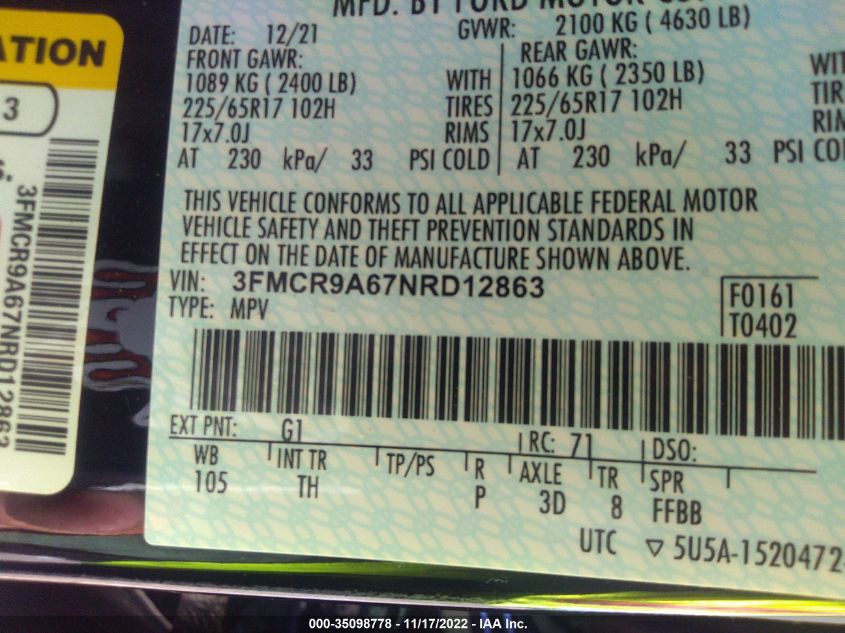 ATION
3
3FMCR9A67NRD12863
MFD. BY FORD MOTOR CO.
DATE: 12/21 GVWR: 2100 KG ( 4630 LB)
FRONT GAWR: REAR GAWR:
1089 KG ( 2400 LB) WITH 1066 KG ( 2350 LB) WIT
225/65R17 102H TIRES 225/65R17 102H TIR
17x7.0J RIMS 17x7.0J RIM
AT 230 kPa/ 33 PSI COLD AT 230 kPa/ 33 PSI COL
THIS VEHICLE CONFORMS TO ALL APPLICABLE FEDERAL MOTOR
VEHICLE SAFETY AND THEFT PREVENTION STANDARDS IN
EFFECT ON THE DATE OF MANUFACTURE SHOWN ABOVE.
VIN: 3FMCR9A67NRD12863 F0161
TYPE: MPV T0402
EXT PNT: G1 RC: 71 DSO:
WB INT TR TP/PS R AXLE TR SPR
105 TH P 3D 8 FFBB
UTC ▽ 5U5A-1520472-
000-35098778 - 11/17/2022 - IAA Inc.